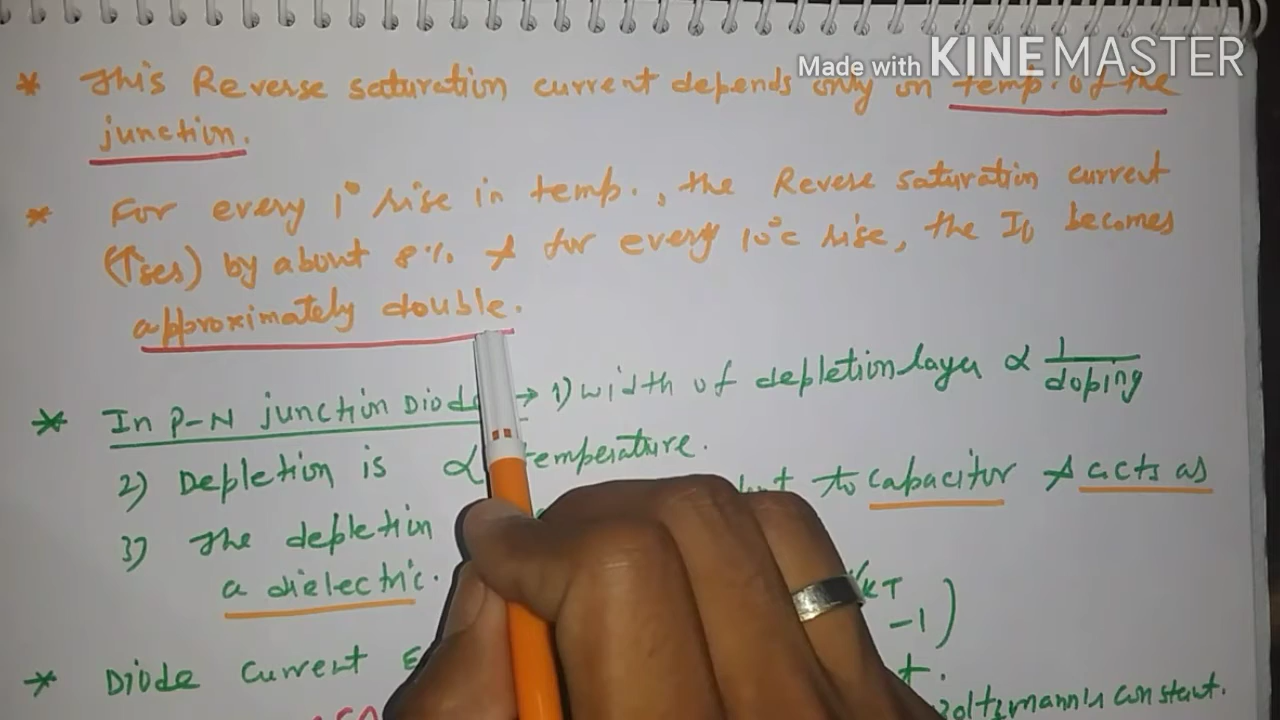 Made with KINEMASTER
* This Reverse saturation current depends only on temp. of the
junction.
* For every 1° rise in temp., the Reverse saturation current
(↑ses) by about 8% & for every 10°c rise, the I0 becomes
approximately double.
* In P-N junction Diode → 1) width of depletion layer ∝ 1/doping
2) Depletion is ∝ temperature.
3) The depletion to capacitor & acts as
a dielectric.
KT
-1)
* Diode current
constant.